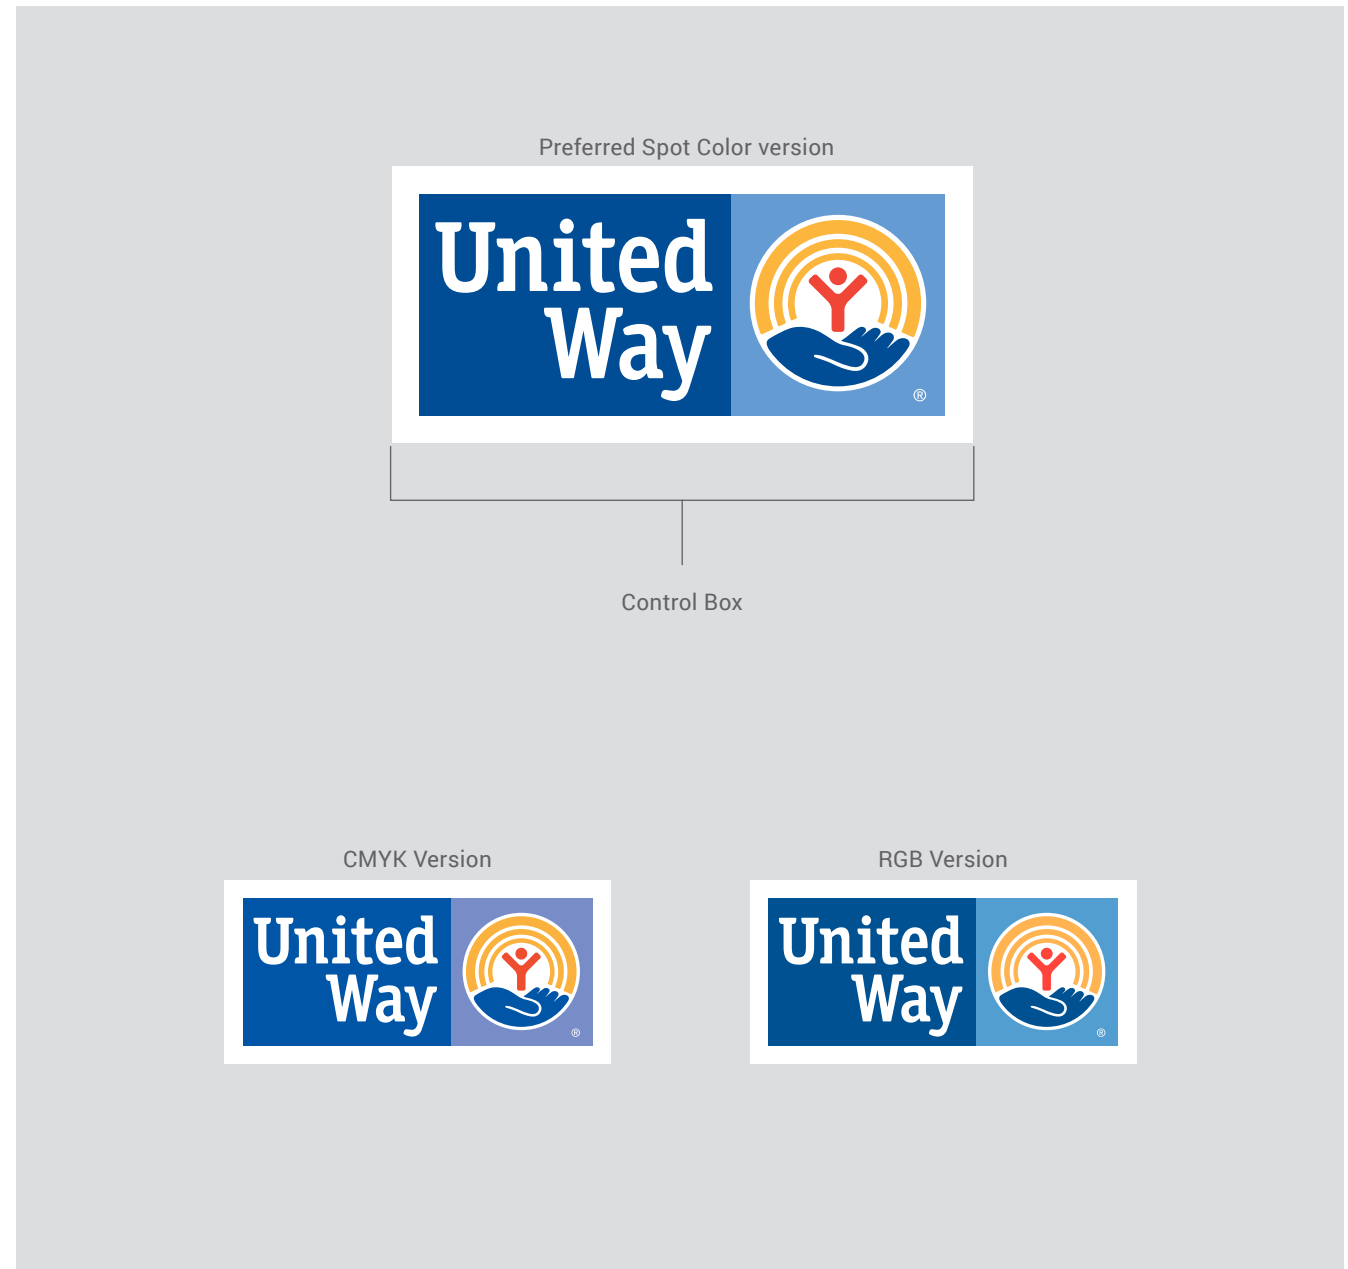 Preferred Spot Color version
United
Way
®
Control Box
CMYK Version
United
Way
®
RGB Version
United
Way
®